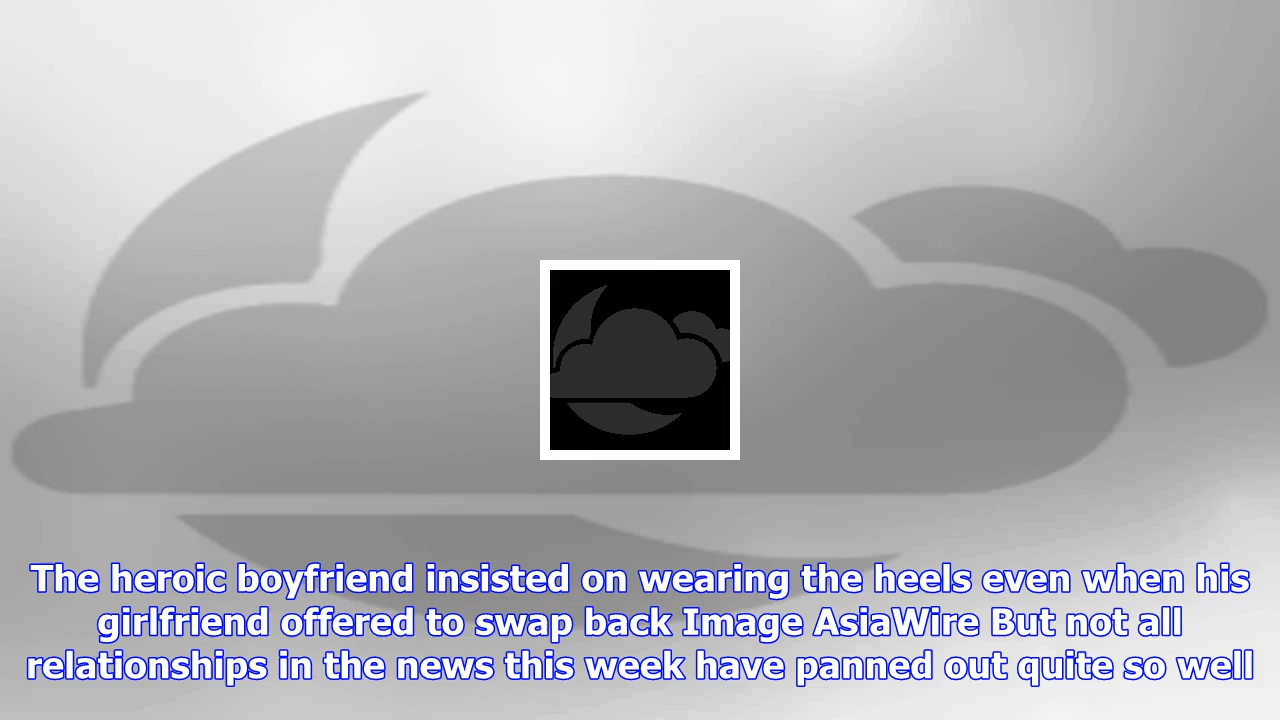 The heroic boyfriend insisted on wearing the heels even when his
girlfriend offered to swap back Image AsiaWire But not all
relationships in the news this week have panned out quite so well